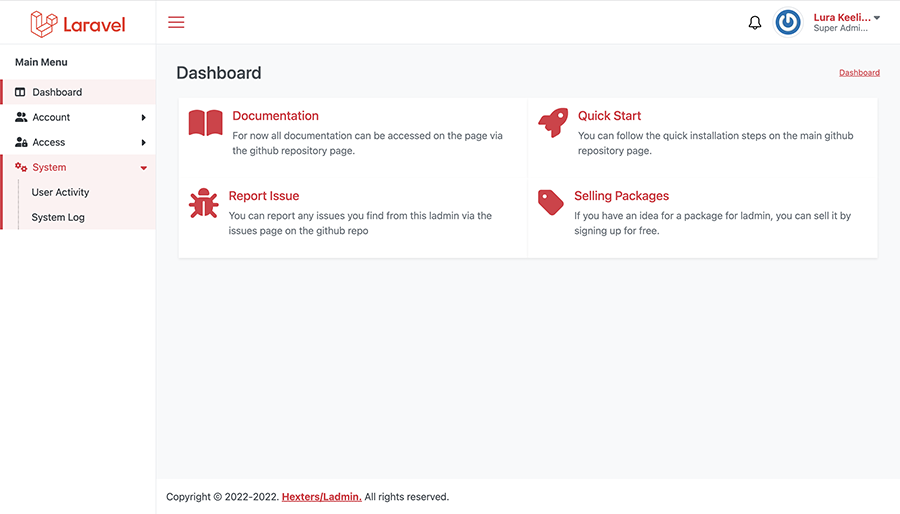 Laravel
Lura Keeli...
Super Admi...
Main Menu
Dashboard
Account
Access
System
User Activity
System Log
Dashboard
Dashboard
Documentation
For now all documentation can be accessed on the page via
the github repository page.
Quick Start
You can follow the quick installation steps on the main github
repository page.
Report Issue
You can report any issues you find from this ladmin via the
issues page on the github repo
Selling Packages
If you have an idea for a package for ladmin, you can sell it by
signing up for free.
Copyright © 2022-2022. Hexters/Ladmin. All rights reserved.